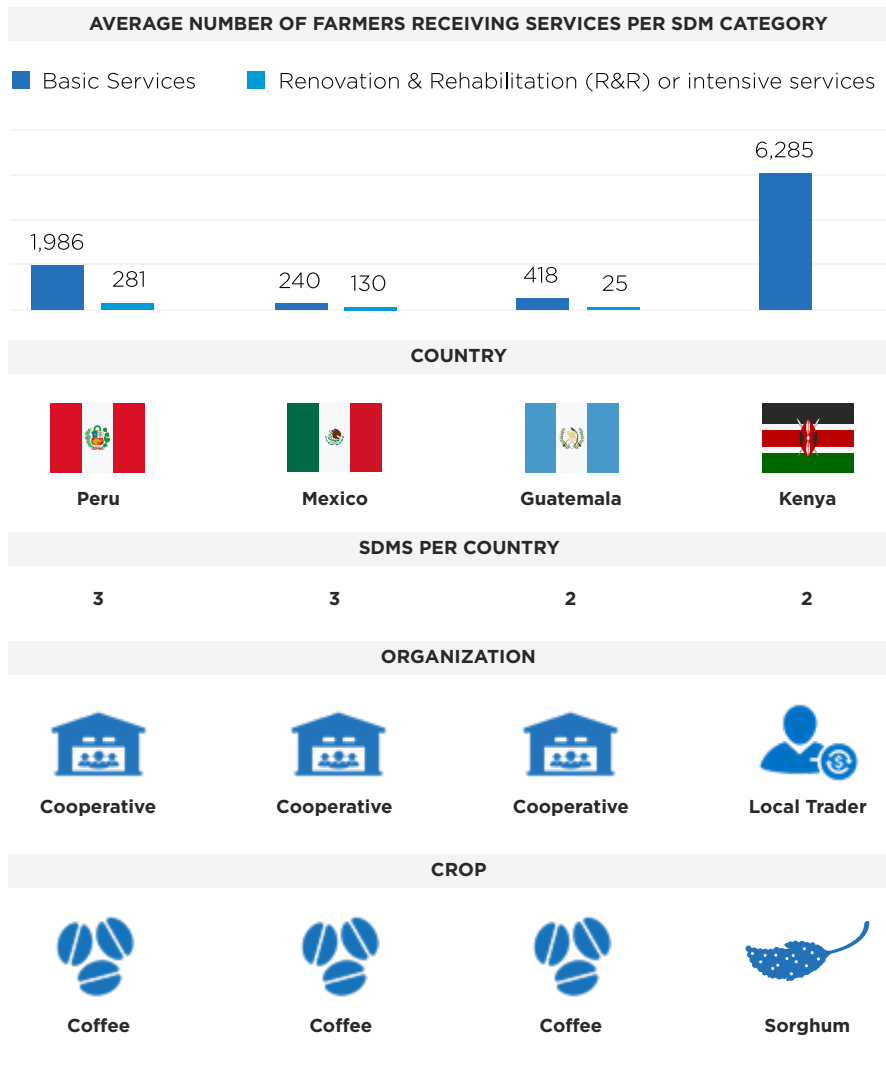 AVERAGE NUMBER OF FARMERS RECEIVING SERVICES PER SDM CATEGORY
Basic Services Renovation & Rehabilitation (R&R) or intensive services
1,986 281 240 130 418 25 6,285
COUNTRY
Peru Mexico Guatemala Kenya
SDMS PER COUNTRY
3 3 2 2
ORGANIZATION
Cooperative Cooperative Cooperative Local Trader
CROP
Coffee Coffee Coffee Sorghum